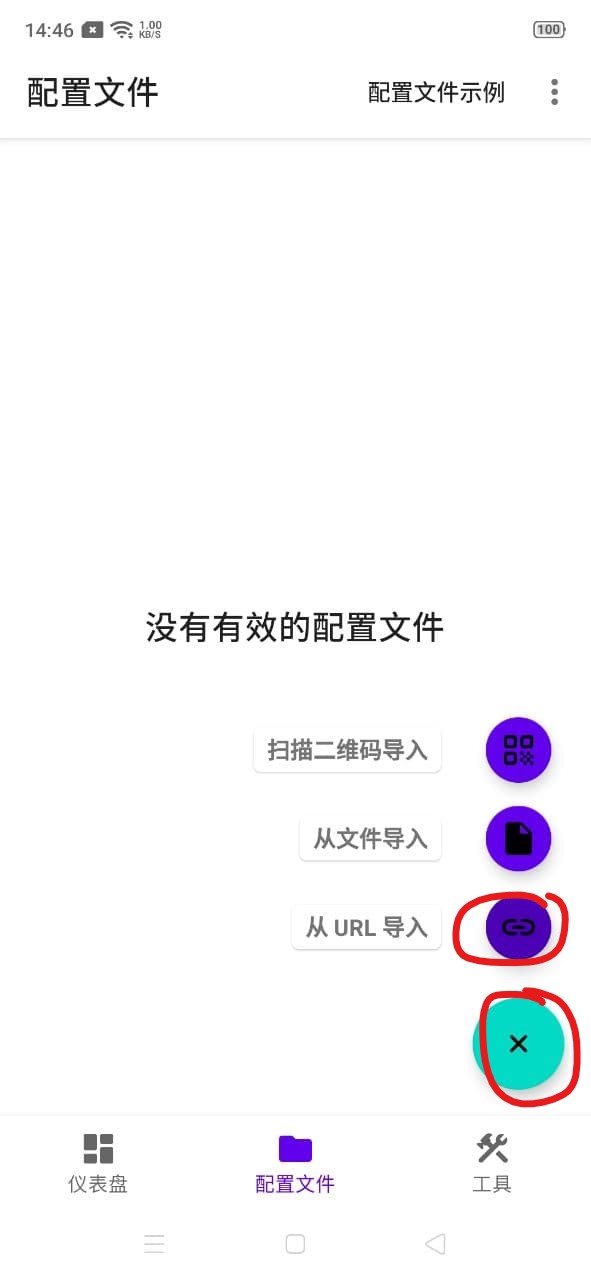 14:46 1.00 KB/S 100
配置文件 配置文件示例
没有有效的配置文件
扫描二维码导入
从文件导入
从 URL 导入
仪表盘 配置文件 工具